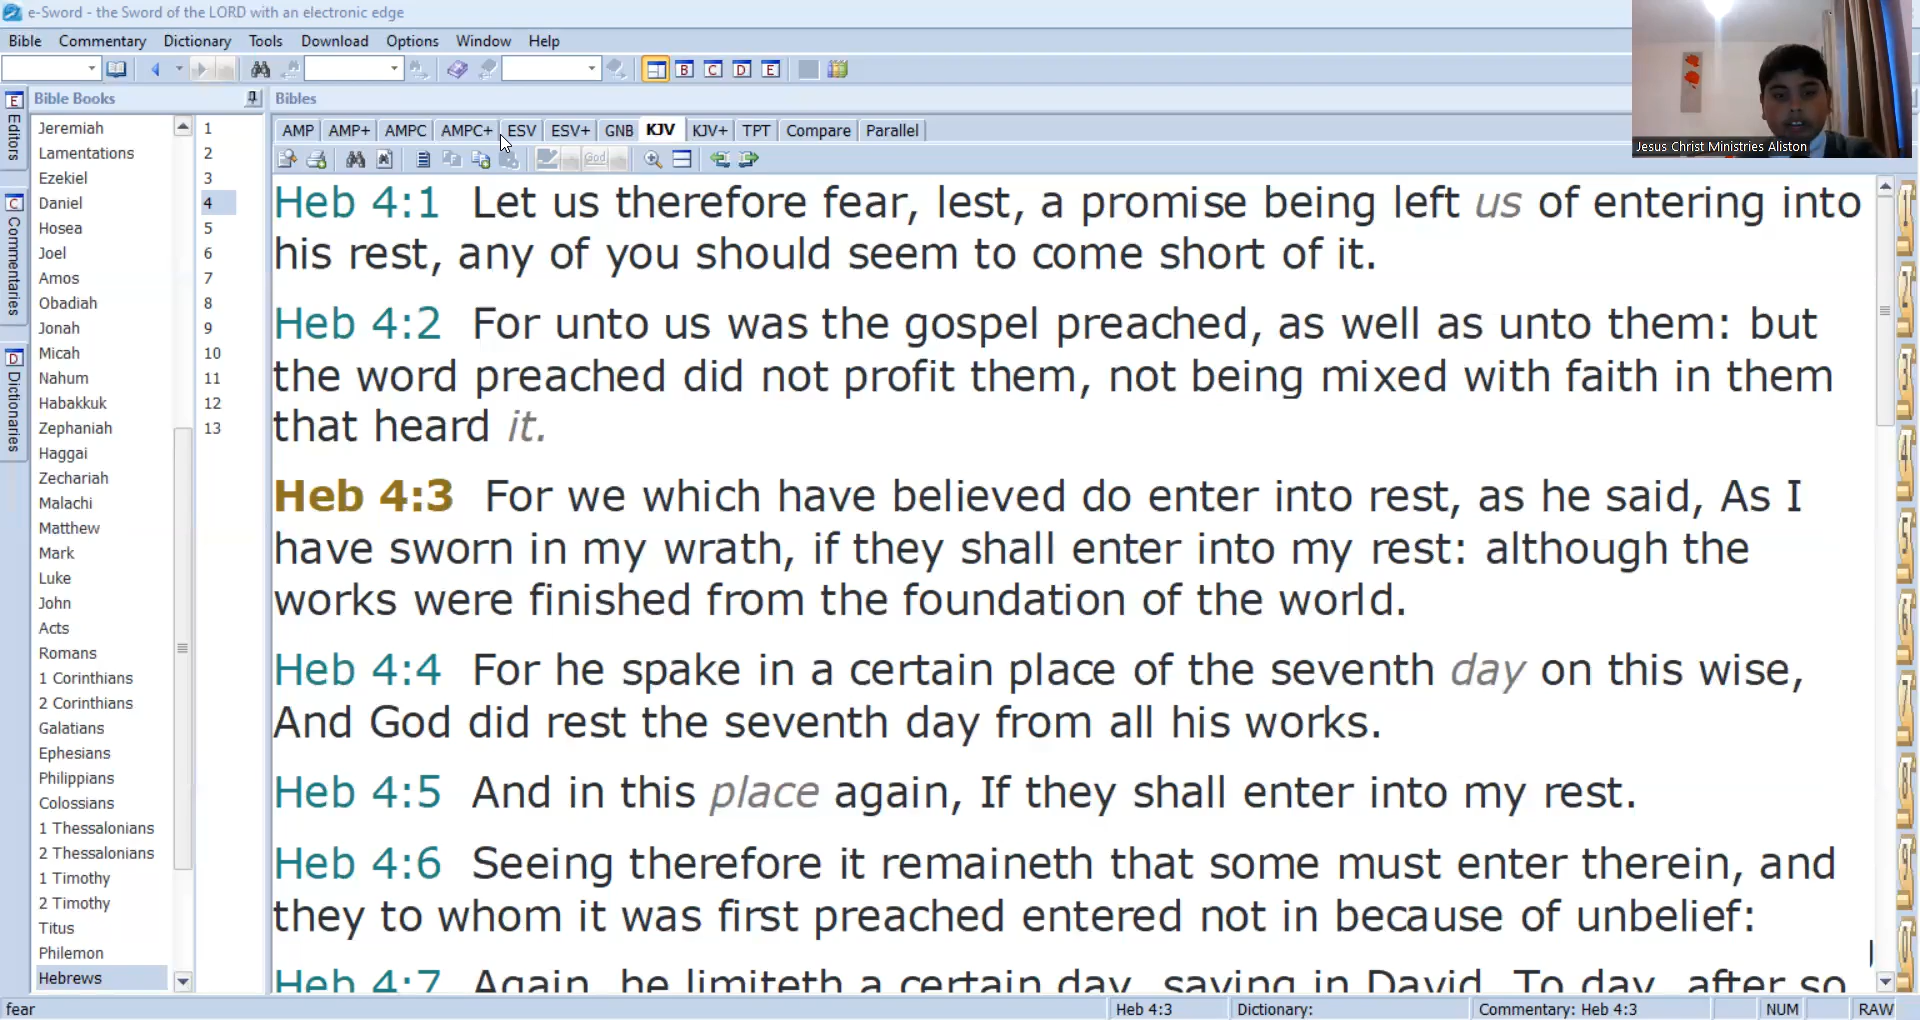 e-Sword - the Sword of the LORD with an electronic edge
Bible Commentary Dictionary Tools Download Options Window Help
B C D E
Bible Books
Bibles
E Editors
C Commentaries
D Dictionaries
Jeremiah
Lamentations
Ezekiel
Daniel
Hosea
Joel
Amos
Obadiah
Jonah
Micah
Nahum
Habakkuk
Zephaniah
Haggai
Zechariah
Malachi
Matthew
Mark
Luke
John
Acts
Romans
1 Corinthians
2 Corinthians
Galatians
Ephesians
Philippians
Colossians
1 Thessalonians
2 Thessalonians
1 Timothy
2 Timothy
Titus
Philemon
Hebrews
1
2
3
4
5
6
7
8
9
10
11
12
13
AMP AMP+ AMPC AMPC+ ESV ESV+ GNB KJV KJV+ TPT Compare Parallel
God
Jesus Christ Ministries Aliston
Heb 4:1 Let us therefore fear, lest, a promise being left us of entering into
his rest, any of you should seem to come short of it.
Heb 4:2 For unto us was the gospel preached, as well as unto them: but
the word preached did not profit them, not being mixed with faith in them
that heard it.
Heb 4:3 For we which have believed do enter into rest, as he said, As I
have sworn in my wrath, if they shall enter into my rest: although the
works were finished from the foundation of the world.
Heb 4:4 For he spake in a certain place of the seventh day on this wise,
And God did rest the seventh day from all his works.
Heb 4:5 And in this place again, If they shall enter into my rest.
Heb 4:6 Seeing therefore it remaineth that some must enter therein, and
they to whom it was first preached entered not in because of unbelief:
Heb 4:7 Again, he limiteth a certain day, saying in David, To day, after so
1
2
3
4
5
6
7
8
9
0
fear
Heb 4:3
Dictionary:
Commentary: Heb 4:3
NUM
RAW